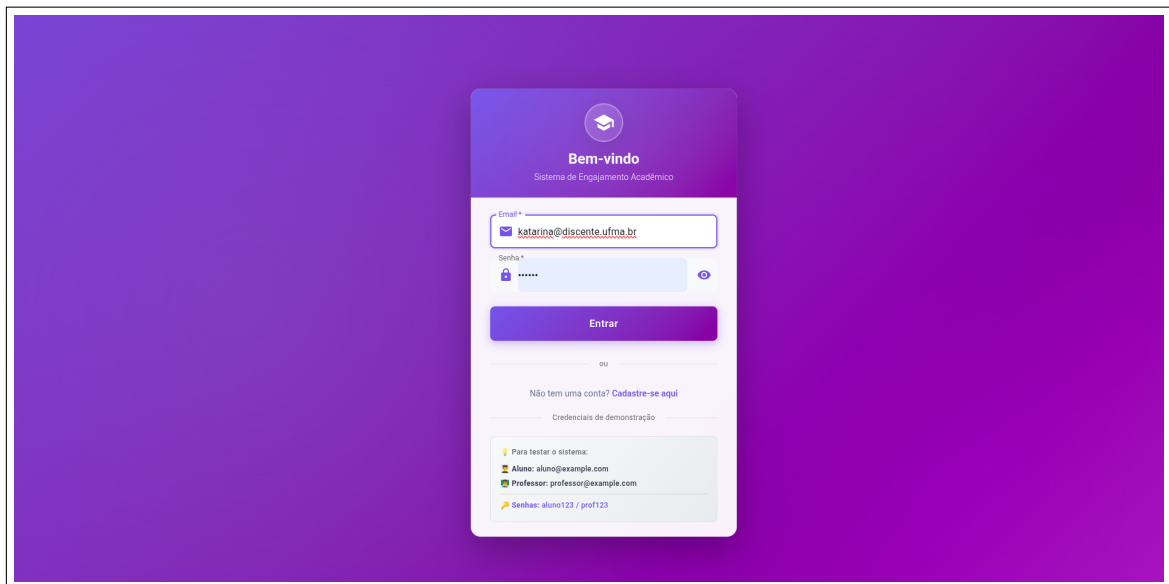 Bem-vindo
Sistema de Engajamento Acadêmico
Email *
katarina@discente.ufma.br
Senha *
••••••
Entrar
ou
Não tem uma conta? Cadastre-se aqui
Credenciais de demonstração
💡 Para testar o sistema:
👨‍🎓 Aluno: aluno@example.com
👨‍🏫 Professor: professor@example.com
🔑 Senhas: aluno123 / prof123